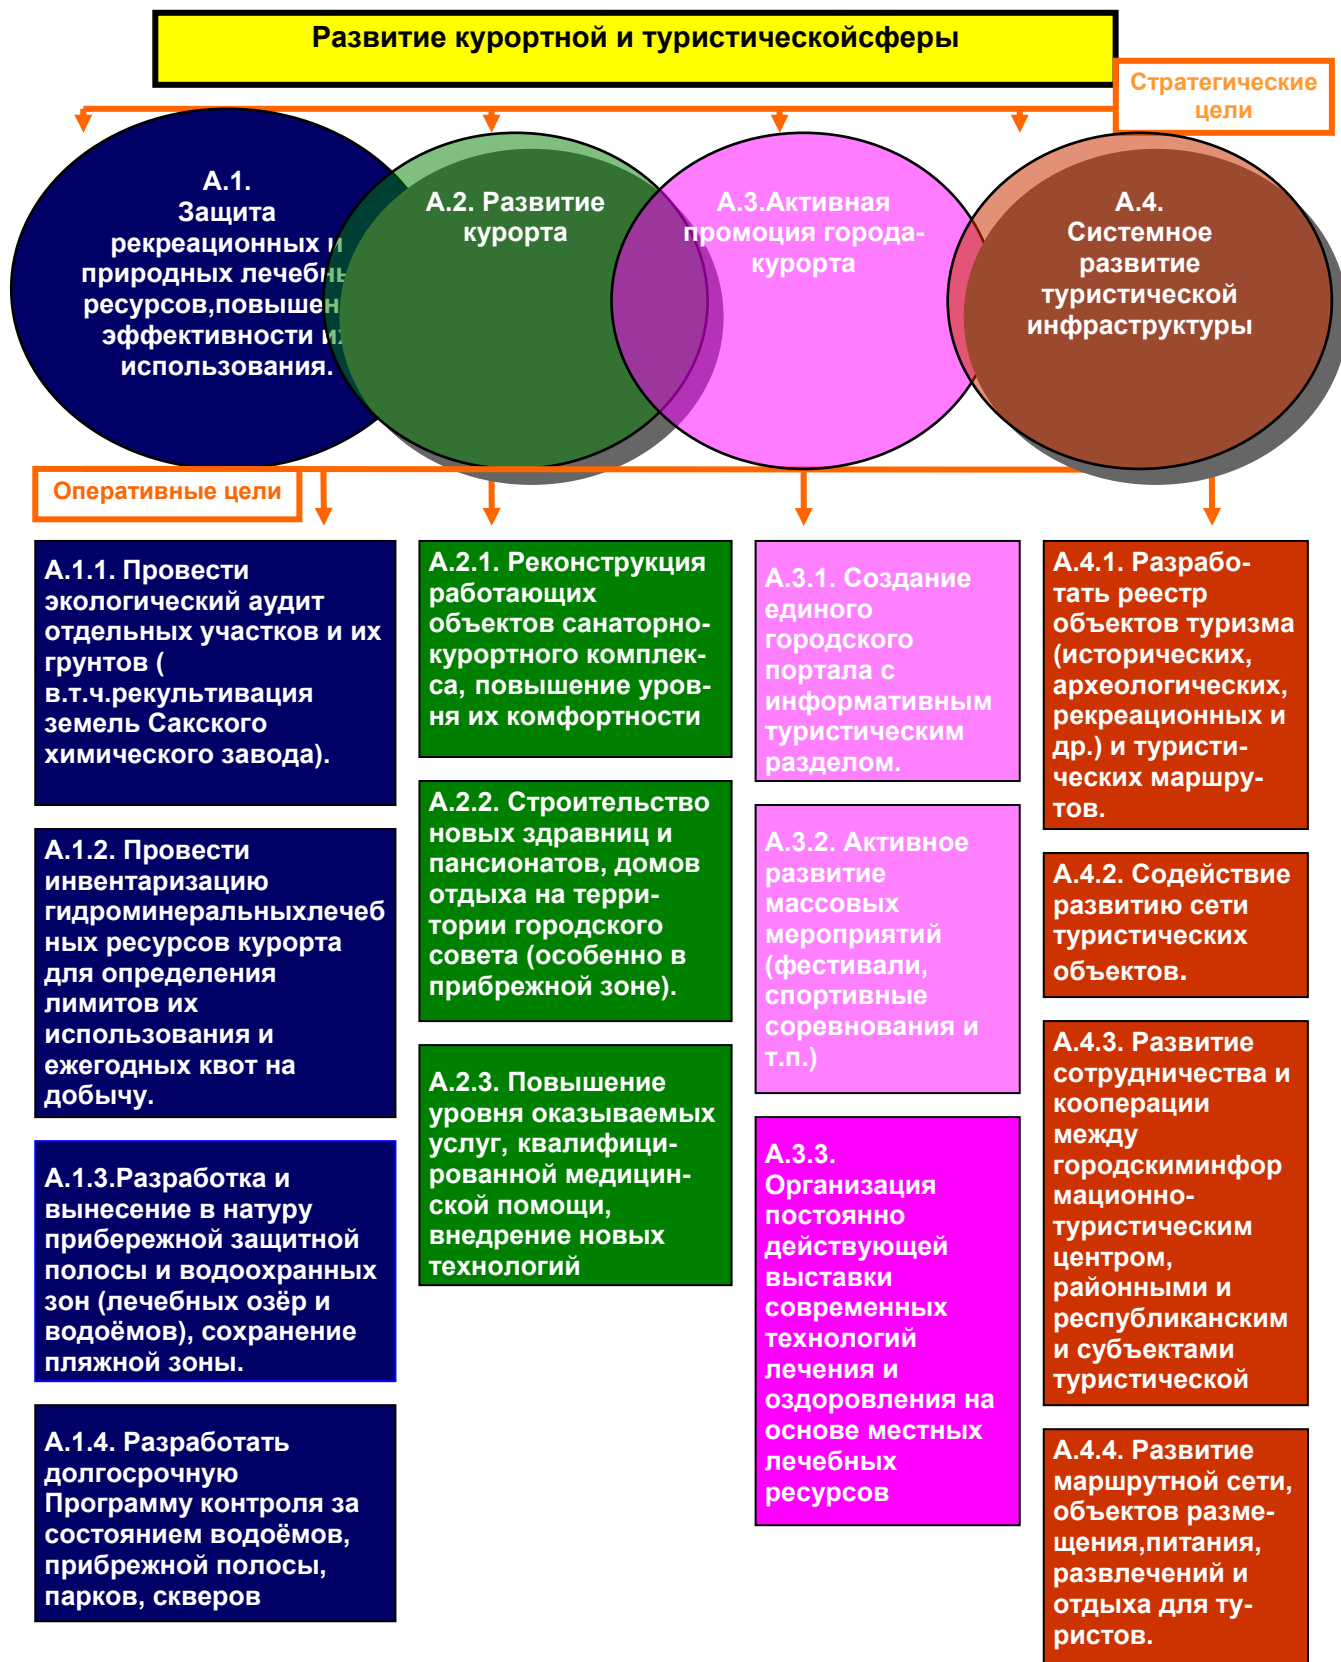 Развитие курортной и туристическойсферы
Стратегические
цели
А.1.
Защита
рекреационных и
природных лечебны
ресурсов,повышен
эффективности их
использования.
А.2. Развитие
курорта
А.3.Активная
промоция города-
курорта
А.4.
Системное
развитие
туристической
инфраструктуры
Оперативные цели
А.1.1. Провести
экологический аудит
отдельных участков и их
грунтов (
в.т.ч.рекультивация
земель Сакского
химического завода).
А.1.2. Провести
инвентаризацию
гидроминеральныхлечеб
ных ресурсов курорта
для определения
лимитов их
использования и
ежегодных квот на
добычу.
А.1.3.Разработка и
вынесение в натуру
прибережной защитной
полосы и водоохранных
зон (лечебных озёр и
водоёмов), сохранение
пляжной зоны.
А.1.4. Разработать
долгосрочную
Программу контроля за
состоянием водоёмов,
прибрежной полосы,
парков, скверов
А.2.1. Реконструкция
работающих
объектов санаторно-
курортного комплек-
са, повышение уров-
ня их комфортности
А.2.2. Строительство
новых здравниц и
пансионатов, домов
отдыха на терри-
тории городского
совета (особенно в
прибрежной зоне).
А.2.3. Повышение
уровня оказываемых
услуг, квалифици-
рованной медицин-
ской помощи,
внедрение новых
технологий
А.3.1. Создание
единого
городского
портала с
информативным
туристическим
разделом.
А.3.2. Активное
развитие
массовых
мероприятий
(фестивали,
спортивные
соревнования и
т.п.)
А.3.3.
Организация
постоянно
действующей
выставки
современных
технологий
лечения и
оздоровления на
основе местных
лечебных
ресурсов
А.4.1. Разрабо-
тать реестр
объектов туризма
(исторических,
археологических,
рекреационных и
др.) и туристи-
ческих маршру-
тов.
А.4.2. Содействие
развитию сети
туристических
объектов.
А.4.3. Развитие
сотрудничества и
кооперации
между
городскиминфор
мационно-
туристическим
центром,
районными и
республиканским
и субъектами
туристической
А.4.4. Развитие
маршрутной сети,
объектов разме-
щения,питания,
развлечений и
отдыха для ту-
ристов.